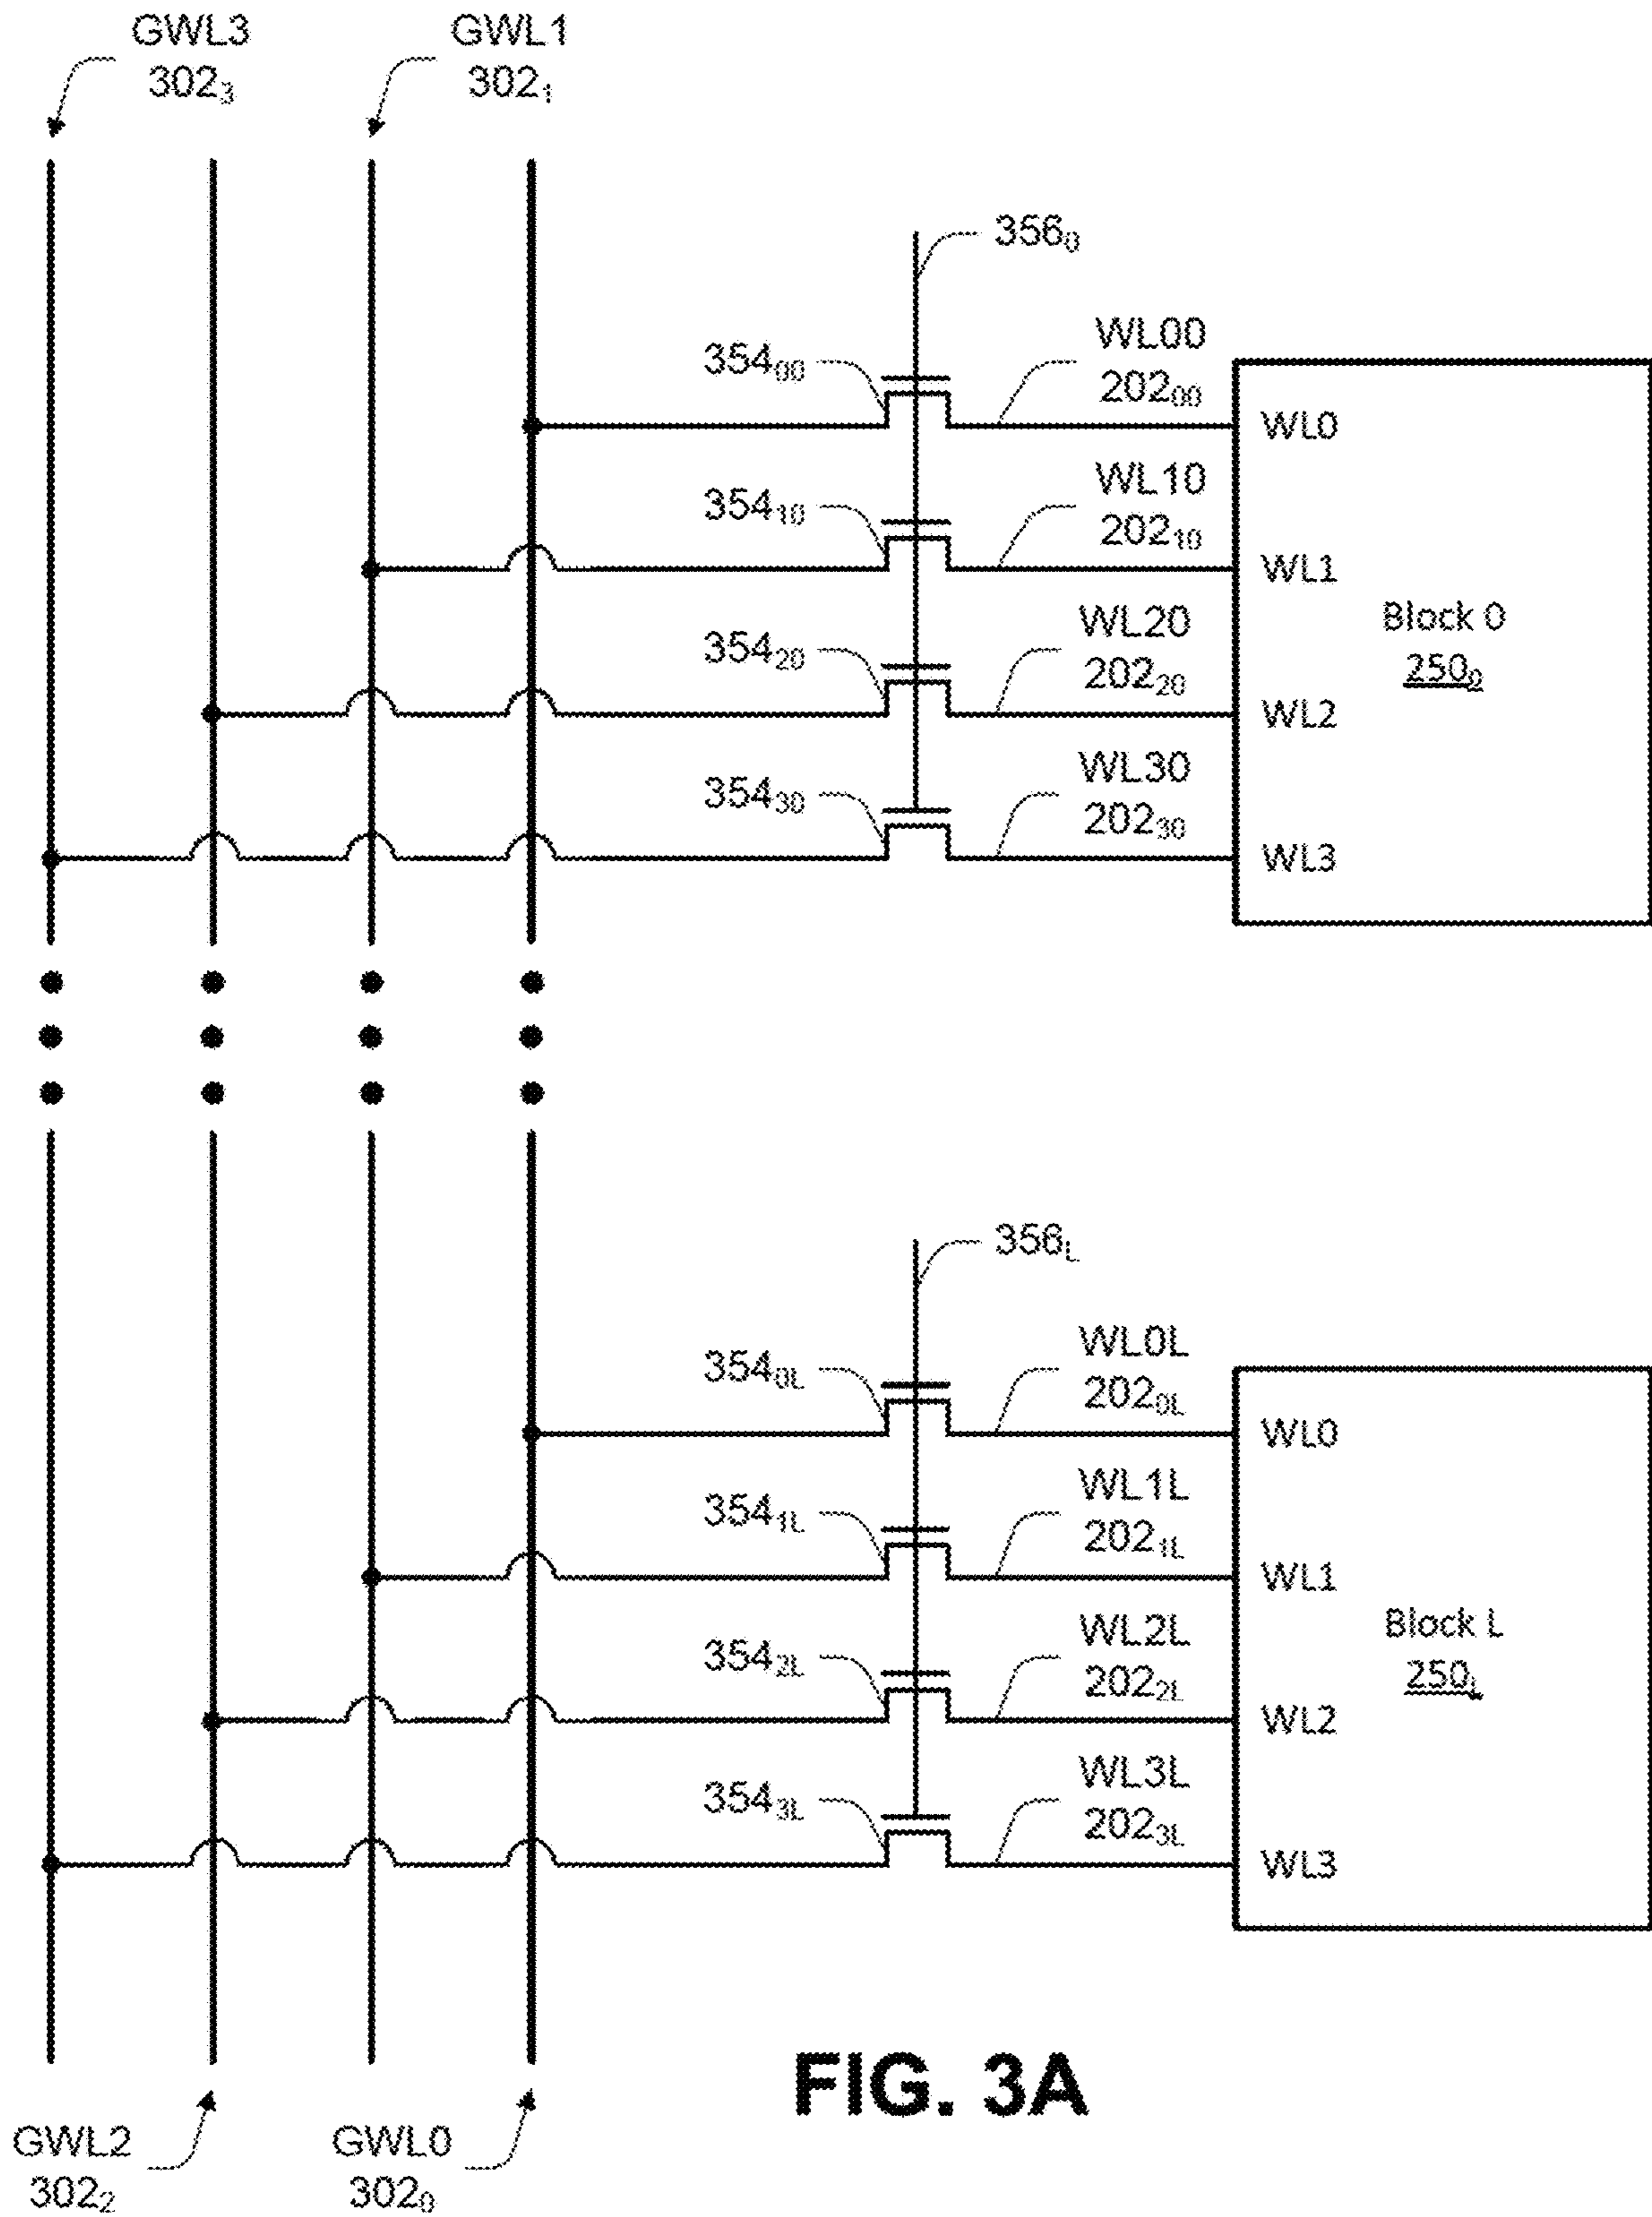 GWL3
302₃
GWL1
302₁
356₀
354₀₀
WL00
202₀₀
WL0
354₁₀
WL10
202₁₀
WL1
354₂₀
WL20
202₂₀
WL2
354₃₀
WL30
202₃₀
WL3
Block 0
250₀
356L
354₀L
WL0L
202₀L
WL0
354₁L
WL1L
202₁L
WL1
354₂L
WL2L
202₂L
WL2
354₃L
WL3L
202₃L
WL3
Block L
250L
FIG. 3A
GWL2
302₂
GWL0
302₀